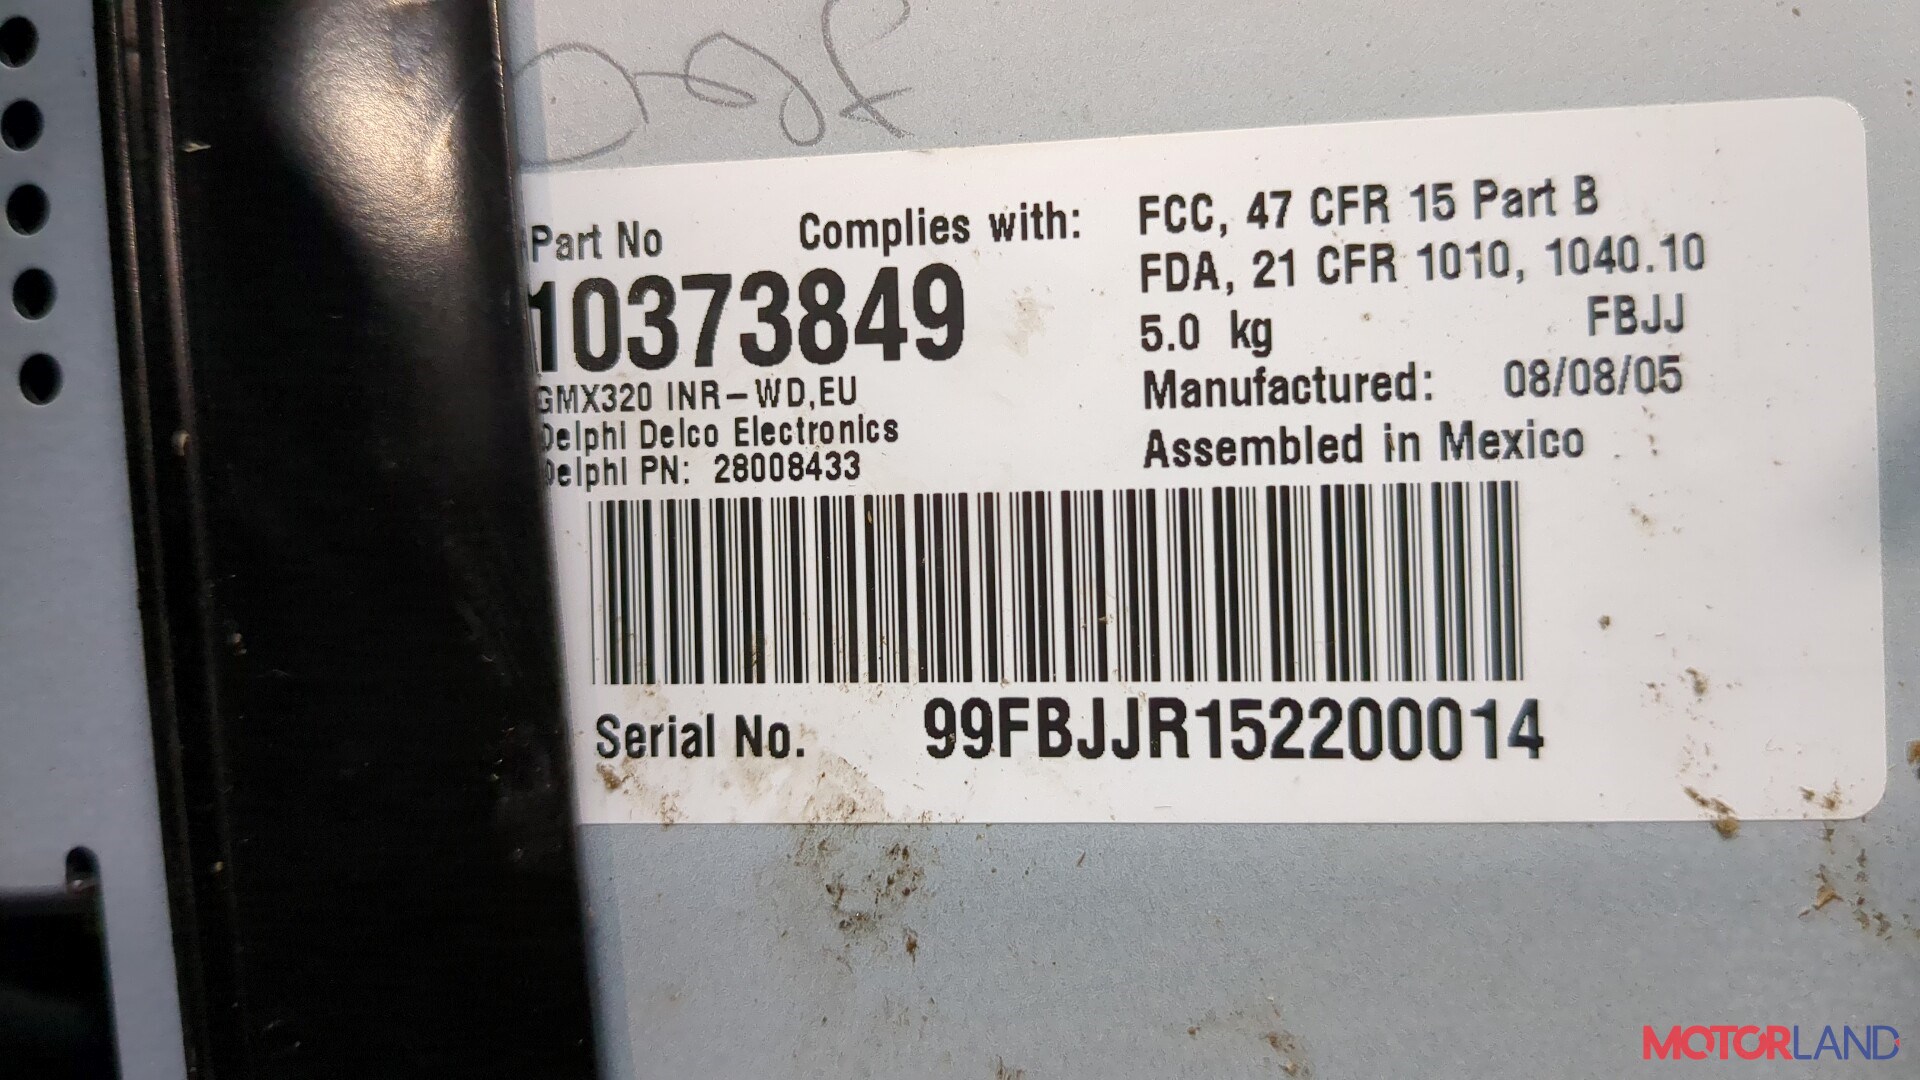 Part No
10373849
GMX320 INR-WD,EU
Delphi Delco Electronics
Delphi PN: 28008433
Complies with: FCC, 47 CFR 15 Part B
FDA, 21 CFR 1010, 1040.10
5.0 kg FBJJ
Manufactured: 08/08/05
Assembled in Mexico
Serial No. 99FBJJR152200014
MOTORLAND